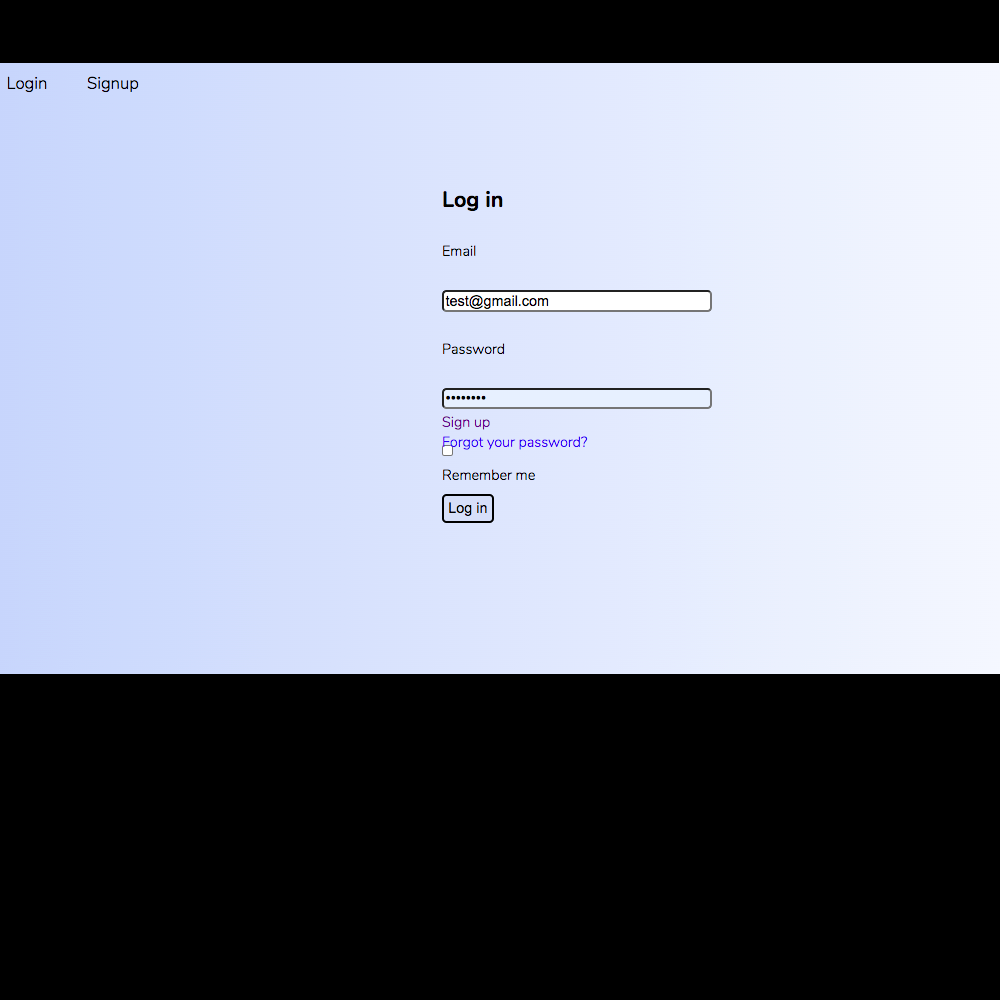 Login Signup
Log in
Email
test@gmail.com
Password
••••••••
Sign up
Forgot your password?
Remember me
Log in